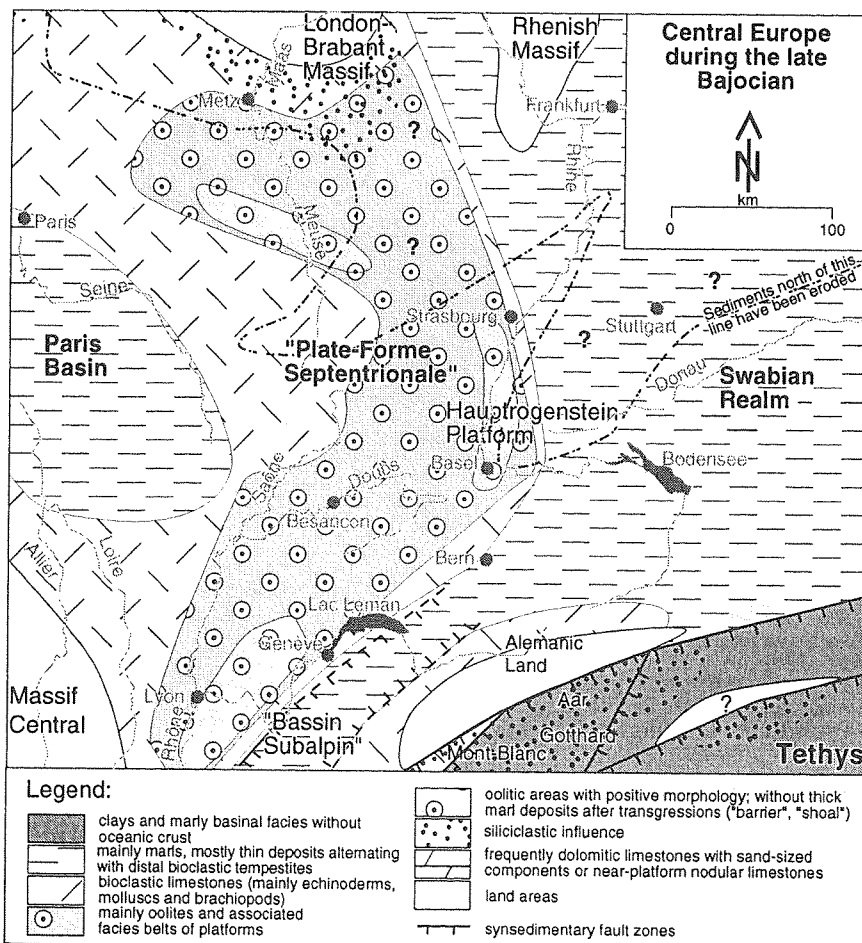 London-
Brabant
Massif
Rhenish
Massif
Central Europe
during the late
Bajocian
N
km
0 100
Maas
Metz
Frankfurt
Rhine
?
Paris
Meuse
?
Seine
Strasbourg
?
?
Stuttgart
Sediments north of this
line have been eroded
Paris
Basin
"Plate-Forme
Septentrionale"
Donau
Swabian
Realm
Hauptrogenstein
Platform
Basel
Bodensee
Saône
Doubs
Besancon
Allier
Loire
Bern
Lac Leman
Genève
Alemanic
Land
Massif
Central
Lyon
Rhône
"Bassin
Subalpin"
Aar
Gotthard
Mont-Blanc
?
Tethys
Legend:
clays and marly basinal facies without
oceanic crust
mainly marls, mostly thin deposits alternating
with distal bioclastic tempestites
bioclastic limestones (mainly echinoderms,
molluscs and brachiopods)
mainly oolites and associated
facies belts of platforms
oolitic areas with positive morphology; without thick
marl deposits after transgressions ("barrier", "shoal")
siliciclastic influence
frequently dolomitic limestones with sand-sized
components or near-platform nodular limestones
land areas
synsedimentary fault zones